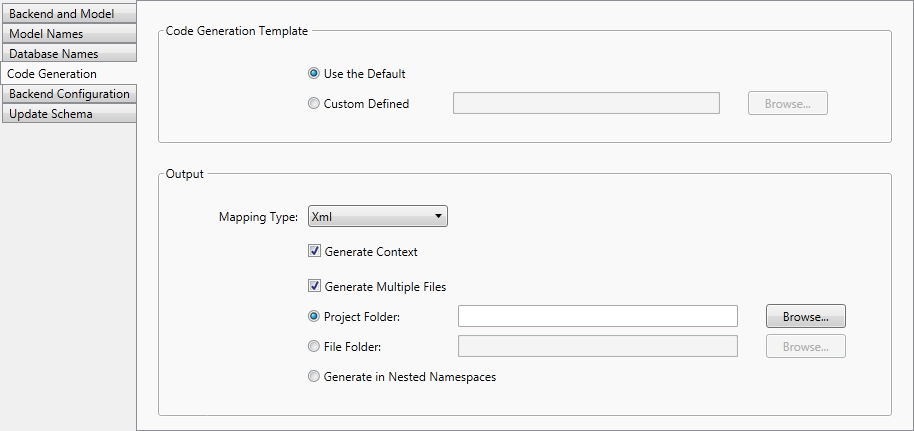 Backend and Model
Model Names
Database Names
Code Generation
Backend Configuration
Update Schema
Code Generation Template
Use the Default
Custom Defined
Browse...
Output
Mapping Type: Xml
Generate Context
Generate Multiple Files
Project Folder: Browse...
File Folder: Browse...
Generate in Nested Namespaces